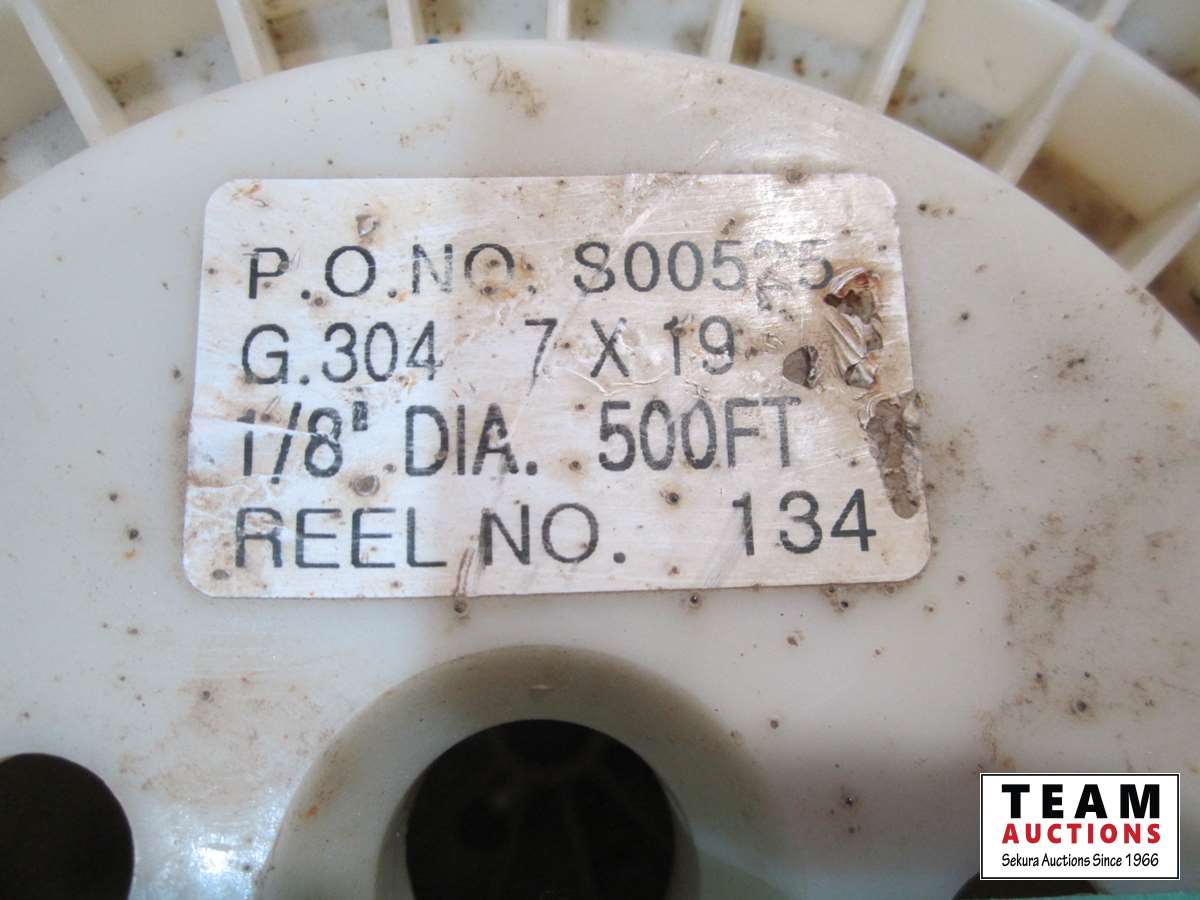 P.O.NO. S00525
G.304 7 X 19
1/8" DIA. 500FT
REEL NO. 134
TEAM
AUCTIONS
Sekura Auctions Since 1966